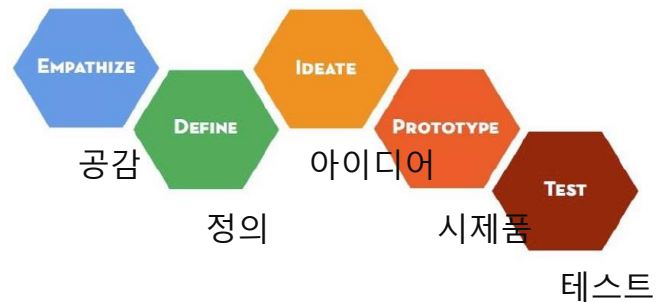 EMPATHIZE
공감
DEFINE
정의
IDEATE
아이디어
PROTOTYPE
시제품
TEST
테스트